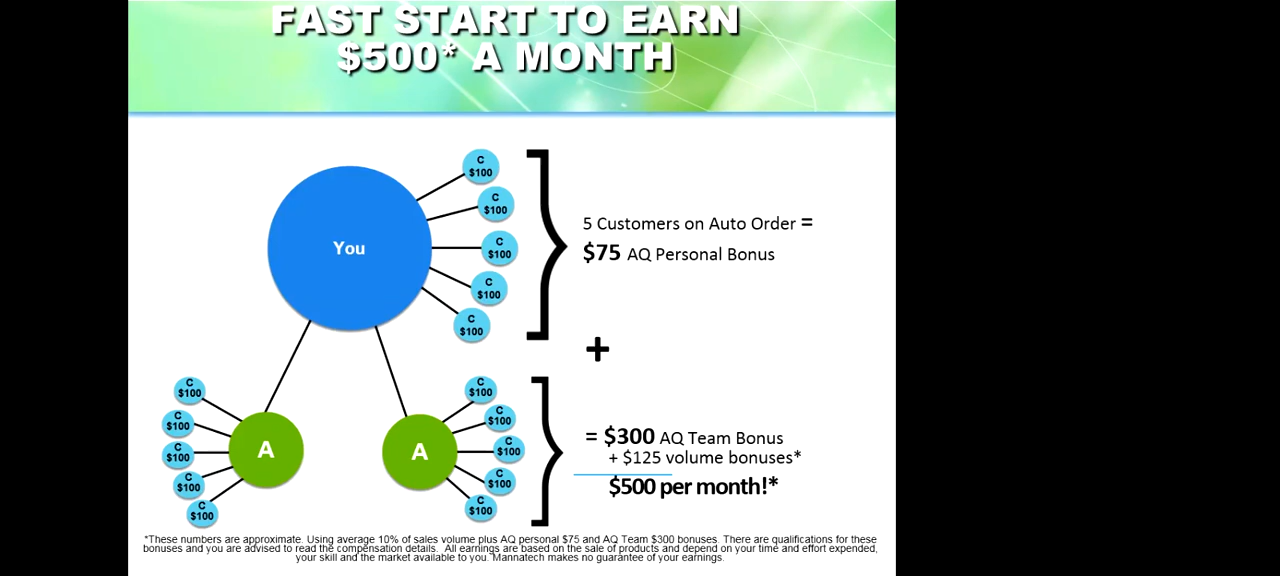 FAST START TO EARN
$500* A MONTH
C
$100
C
$100
You
C
$100
C
$100
C
$100
5 Customers on Auto Order =
$75 AQ Personal Bonus
+
C
$100
C
$100
C
$100
C
$100
C
$100
A
A
C
$100
C
$100
C
$100
C
$100
C
$100
= $300 AQ Team Bonus
+ $125 volume bonuses*
$500 per month!*
*These numbers are approximate. Using average 10% of sales volume plus AQ personal $75 and AQ Team $300 bonuses. There are qualifications for these
bonuses and you are advised to read the compensation details. All earnings are based on the sale of products and depend on your time and effort expended,
your skill and the market available to you. Mannatech makes no guarantee of your earnings.